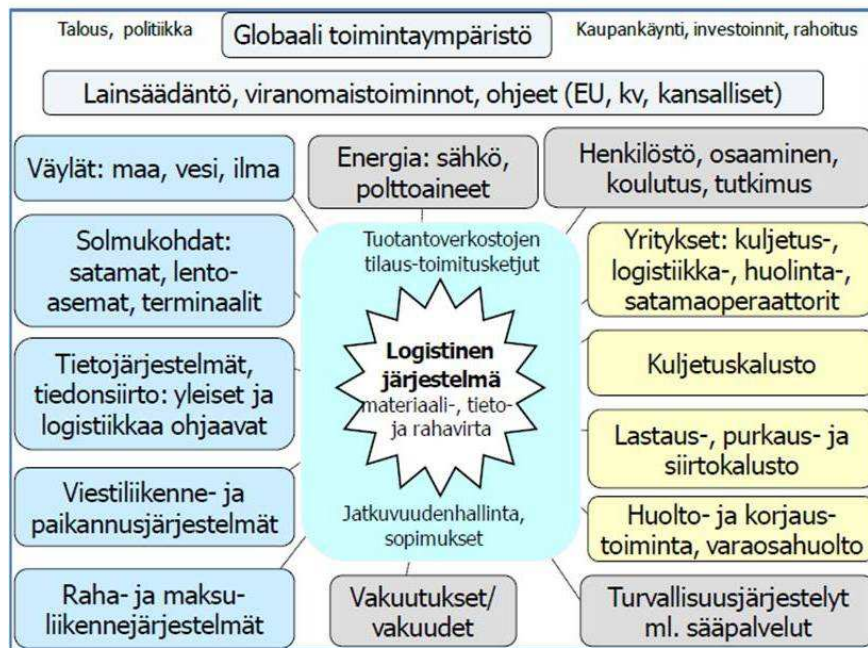 Talous, politiikka
Globaali toimintaympäristö
Kaupankäynti, investoinnit, rahoitus
Lainsäädäntö, viranomaistoiminnot, ohjeet (EU, kv, kansalliset)
Väylät: maa, vesi, ilma
Energia: sähkö,
polttoaineet
Henkilöstö, osaaminen,
koulutus, tutkimus
Solmukohdat:
satamat, lento-
asemat, terminaalit
Tuotantoverkostojen
tilaus-toimitusketjut
Yritykset: kuljetus-,
logistiikka-, huolinta-,
satamaoperaattorit
Tietojärjestelmät,
tiedonsiirto: yleiset ja
logistiikkaa ohjaavat
Logistinen
järjestelmä
materiaali-, tieto-
ja rahavirta
Kuljetuskalusto
Lastaus-, purkaus- ja
siirtokalusto
Viestiliikenne- ja
paikannusjärjestelmät
Jatkuvuudenhallinta,
sopimukset
Huolto- ja korjaus-
toiminta, varaosahuolto
Raha- ja maksu-
liikennejärjestelmät
Vakuutukset/
vakuudet
Turvallisuusjärjestelyt
ml. sääpalvelut